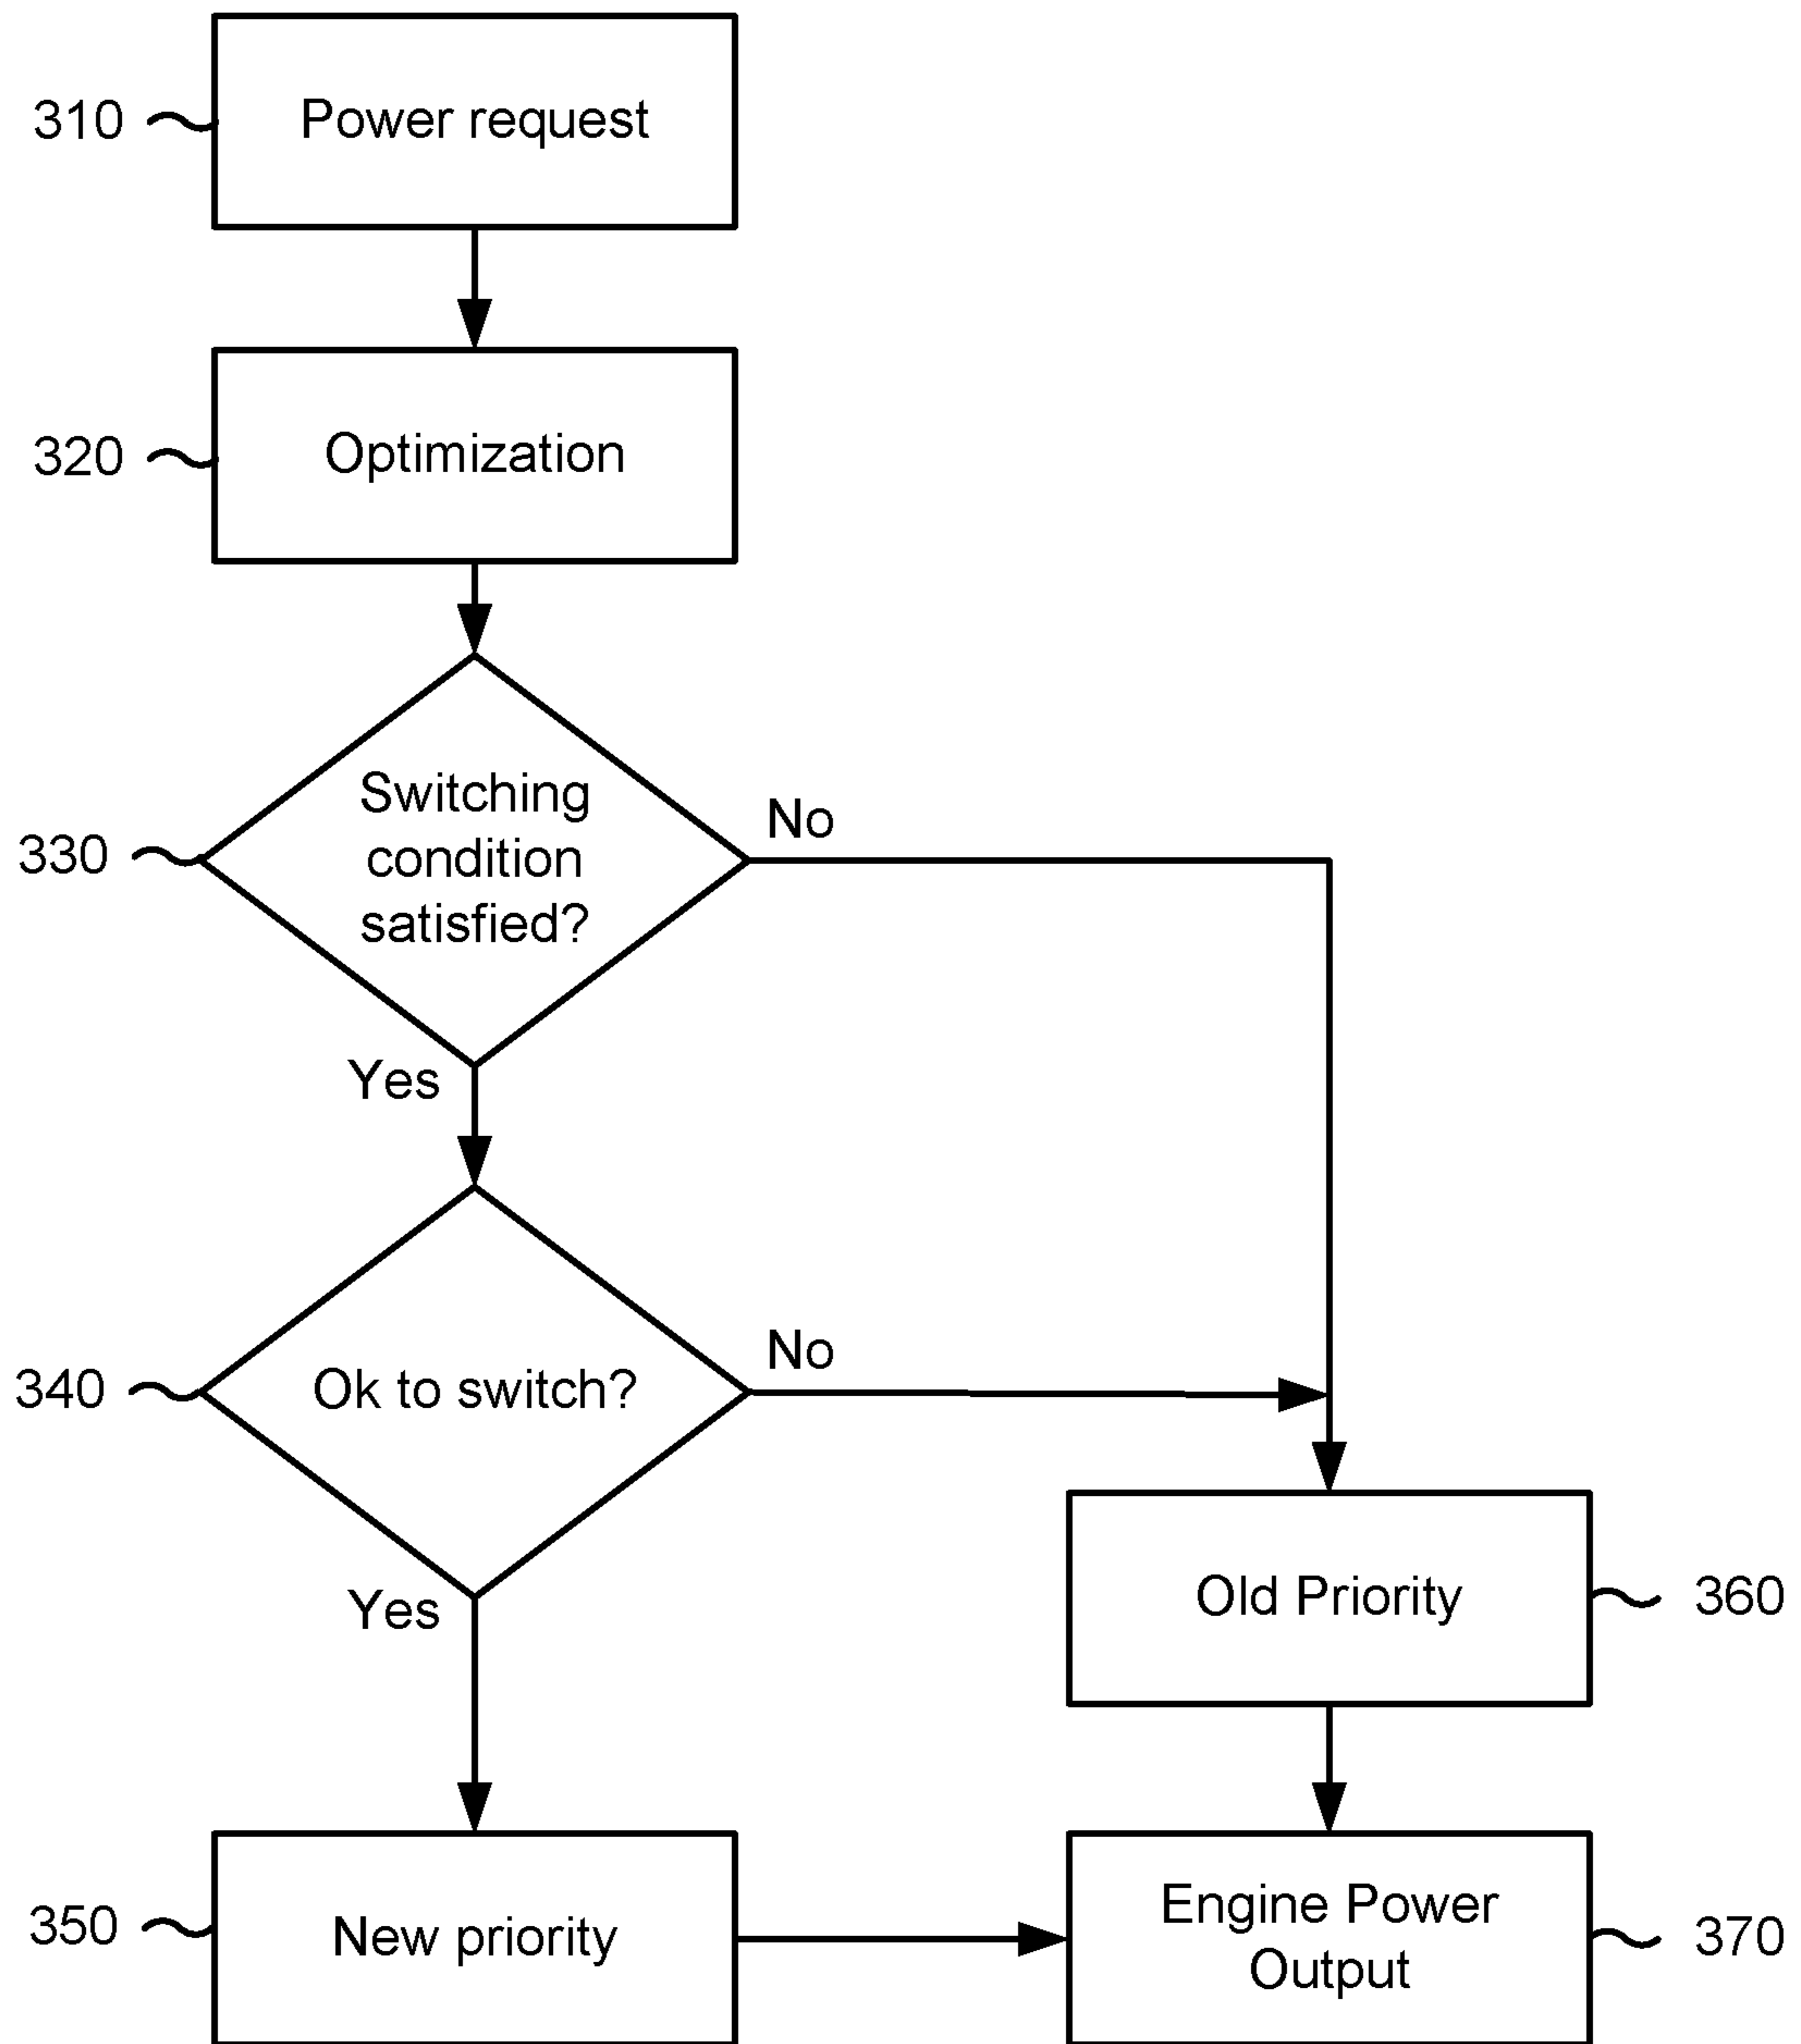 310
Power request
320
Optimization
330
Switching
condition
satisfied?
No
Yes
340
Ok to switch?
No
Yes
Old Priority
360
350
New priority
Engine Power
Output
370